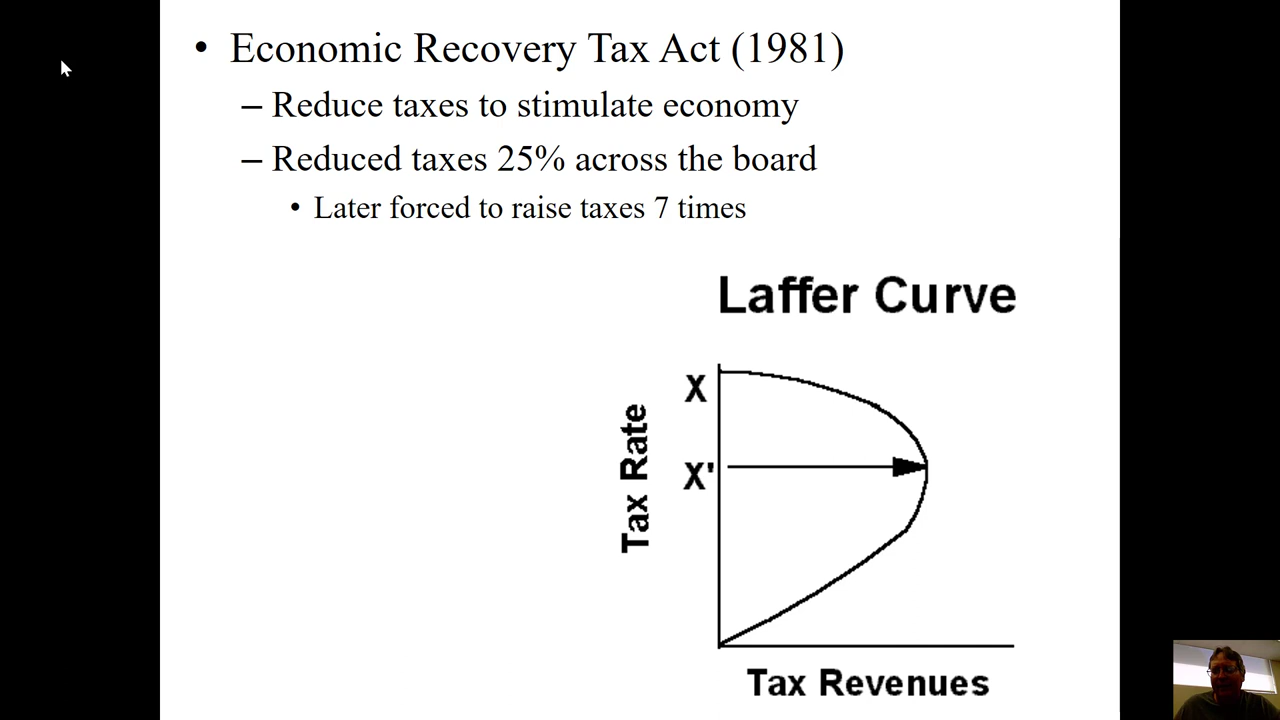 • Economic Recovery Tax Act (1981)
– Reduce taxes to stimulate economy
– Reduced taxes 25% across the board
• Later forced to raise taxes 7 times
Laffer Curve
X
X'
Tax Rate
Tax Revenues